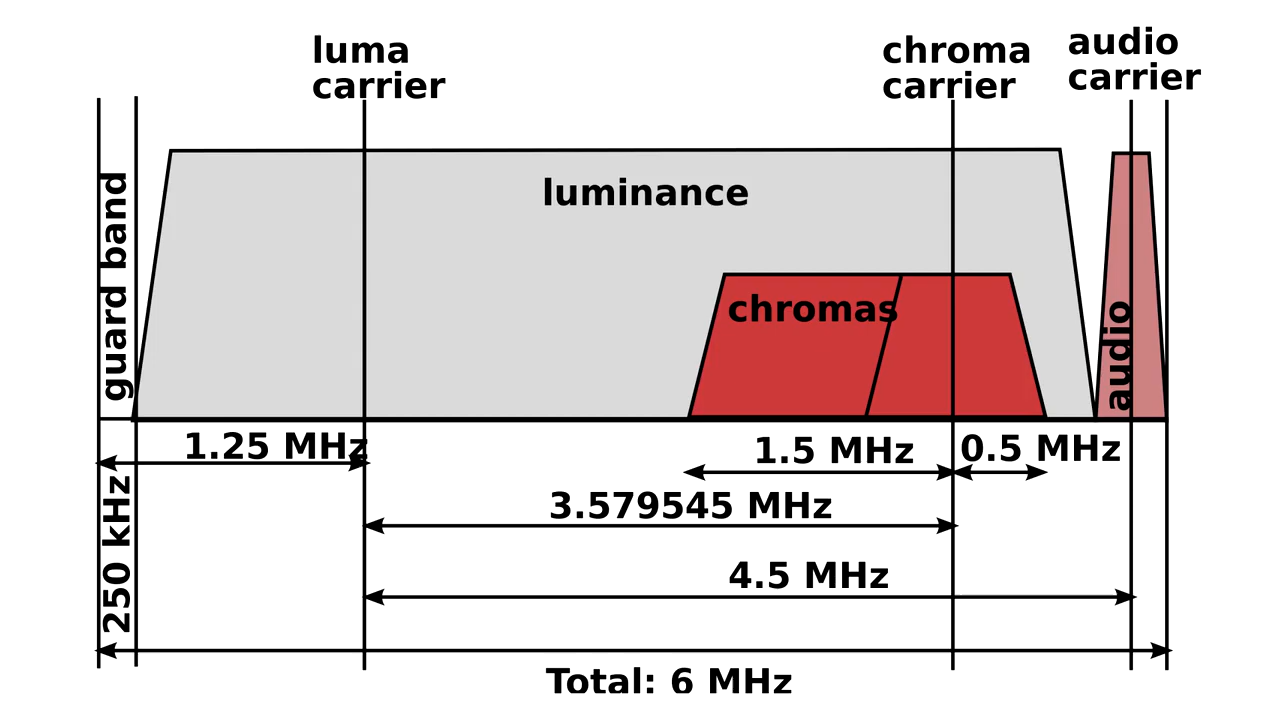 luma
carrier
chroma
carrier
audio
carrier
guard band
luminance
chromas
audio
1.25 MHz
1.5 MHz
0.5 MHz
250 kHz
3.579545 MHz
4.5 MHz
Total: 6 MHz